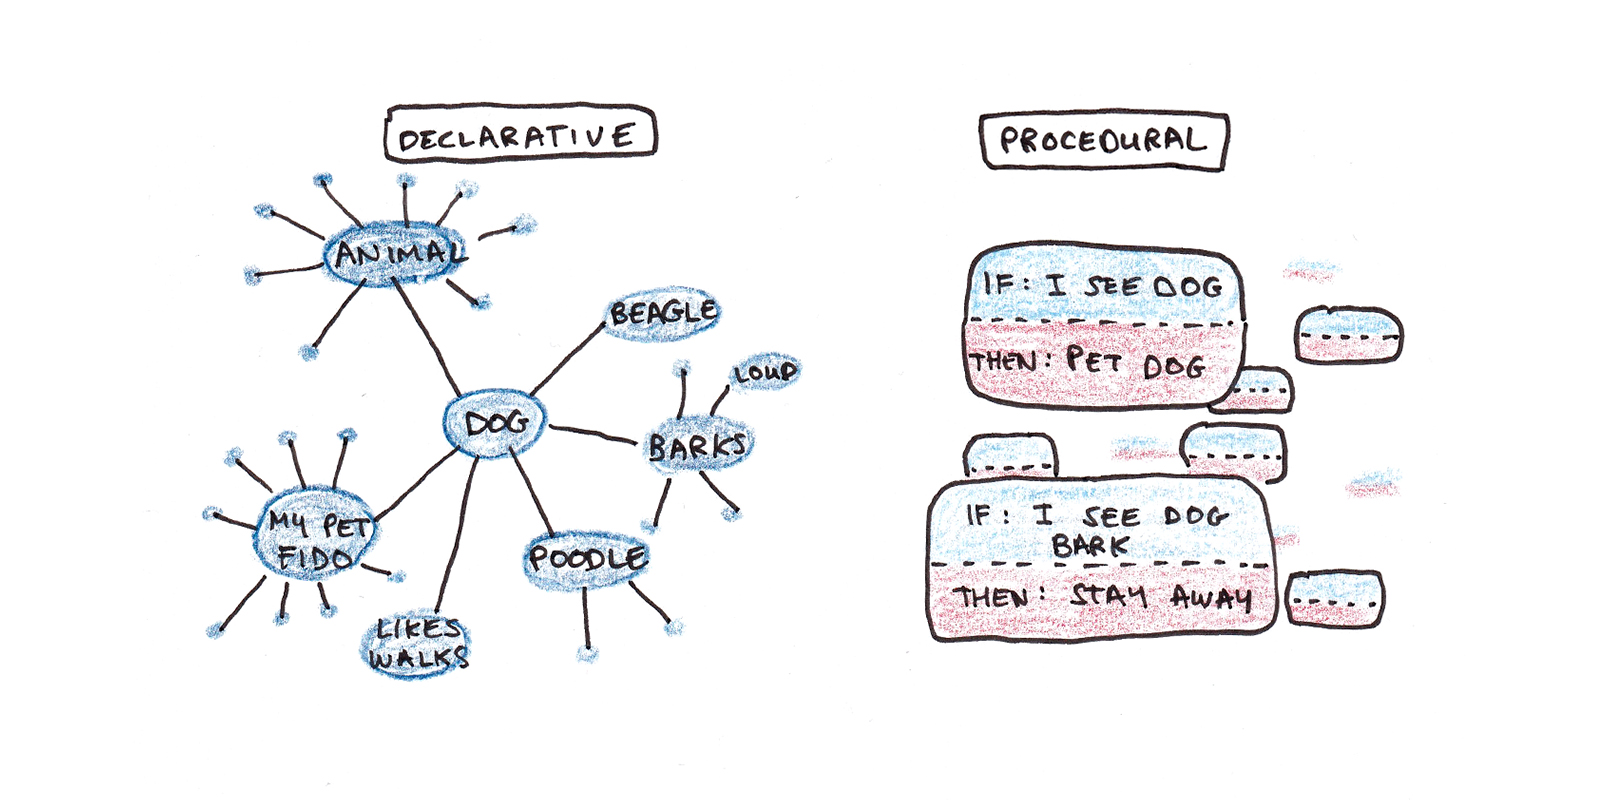 DECLARATIVE
ANIMAL
BEAGLE
LOUD
DOG
BARKS
MY PET
FIDO
POODLE
LIKES
WALKS
PROCEDURAL
IF: I SEE DOG
THEN: PET DOG
IF: I SEE DOG
BARK
THEN: STAY AWAY